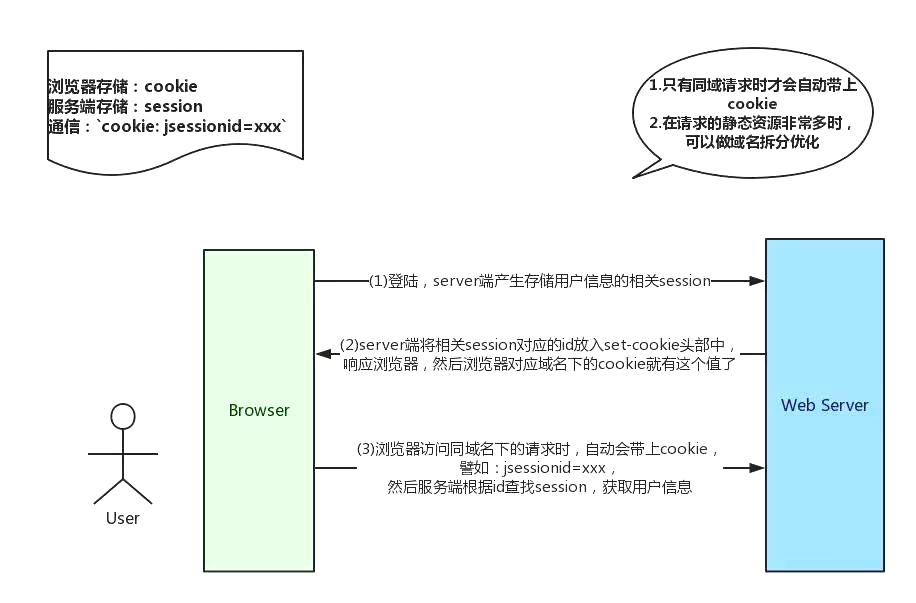 浏览器存储：cookie
服务端存储：session
通信：`cookie: jsessionid=xxx`
1.只有同域请求时才会自动带上
cookie
2.在请求的静态资源非常多时，
可以做域名拆分优化
(1)登陆，server端产生存储用户信息的相关session
(2)server端将相关session对应的id放入set-cookie头部中，
响应浏览器，然后浏览器对应域名下的cookie就有这个值了
Browser
Web Server
(3)浏览器访问同域名下的请求时，自动会带上cookie，
譬如：jsessionid=xxx，
然后服务端根据id查找session，获取用户信息
User